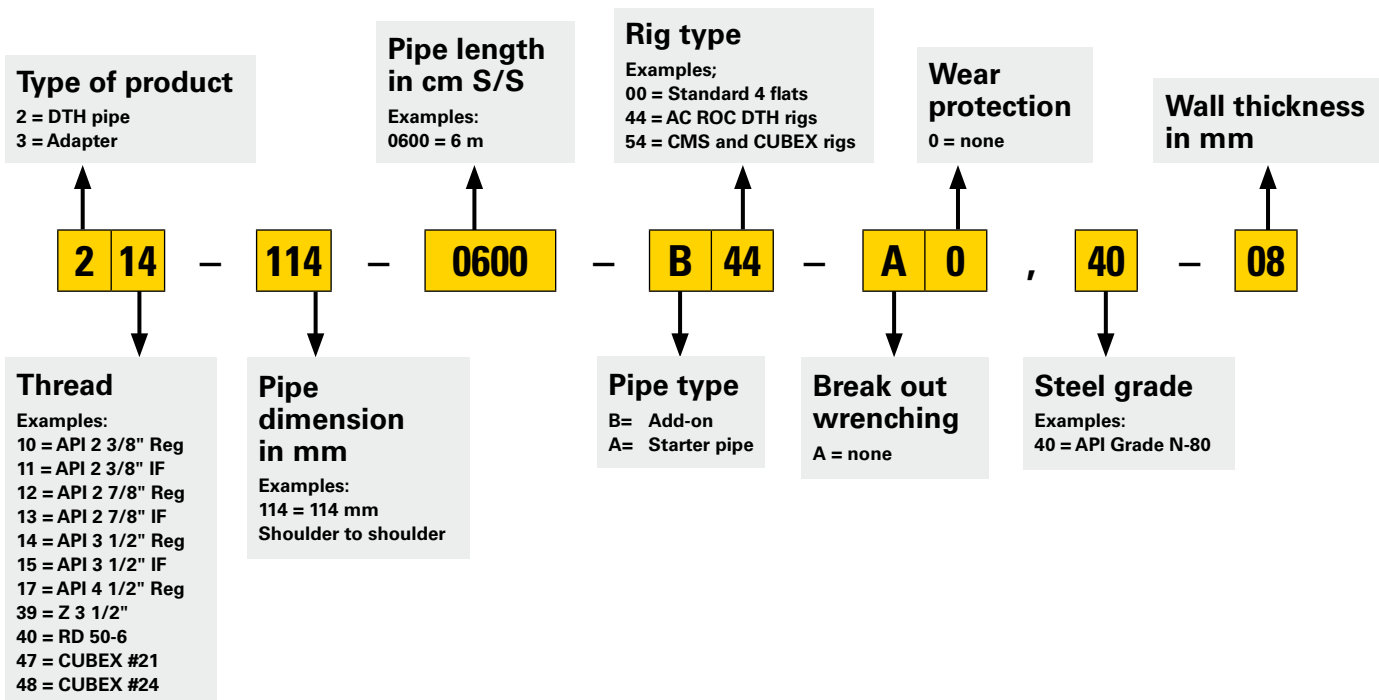 Type of product
2 = DTH pipe
3 = Adapter
Pipe length
in cm S/S
Examples:
0600 = 6 m
Rig type
Examples;
00 = Standard 4 flats
44 = AC ROC DTH rigs
54 = CMS and CUBEX rigs
Wear
protection
0 = none
Wall thickness
in mm
2 14 – 114 – 0600 – B 44 – A 0 , 40 – 08
Thread
Examples:
10 = API 2 3/8" Reg
11 = API 2 3/8" IF
12 = API 2 7/8" Reg
13 = API 2 7/8" IF
14 = API 3 1/2" Reg
15 = API 3 1/2" IF
17 = API 4 1/2" Reg
39 = Z 3 1/2"
40 = RD 50-6
47 = CUBEX #21
48 = CUBEX #24
Pipe
dimension
in mm
Examples:
114 = 114 mm
Shoulder to shoulder
Pipe type
B= Add-on
A= Starter pipe
Break out
wrenching
A = none
Steel grade
Examples:
40 = API Grade N-80